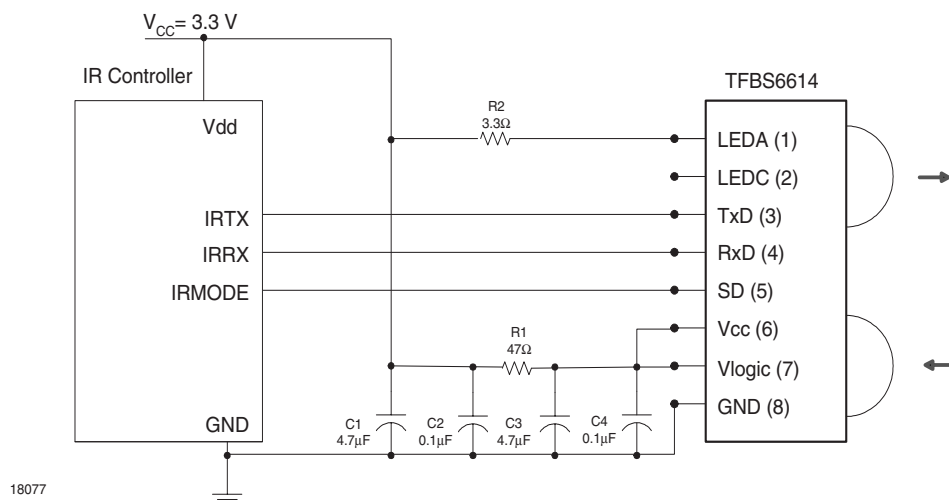 VCC= 3.3 V
IR Controller
TFBS6614
Vdd
R2
3.3Ω
LEDA (1)
LEDC (2)
IRTX
TxD (3)
IRRX
RxD (4)
IRMODE
SD (5)
Vcc (6)
R1
47Ω
Vlogic (7)
GND (8)
GND
C1
4.7µF
C2
0.1µF
C3
4.7µF
C4
0.1µF
18077